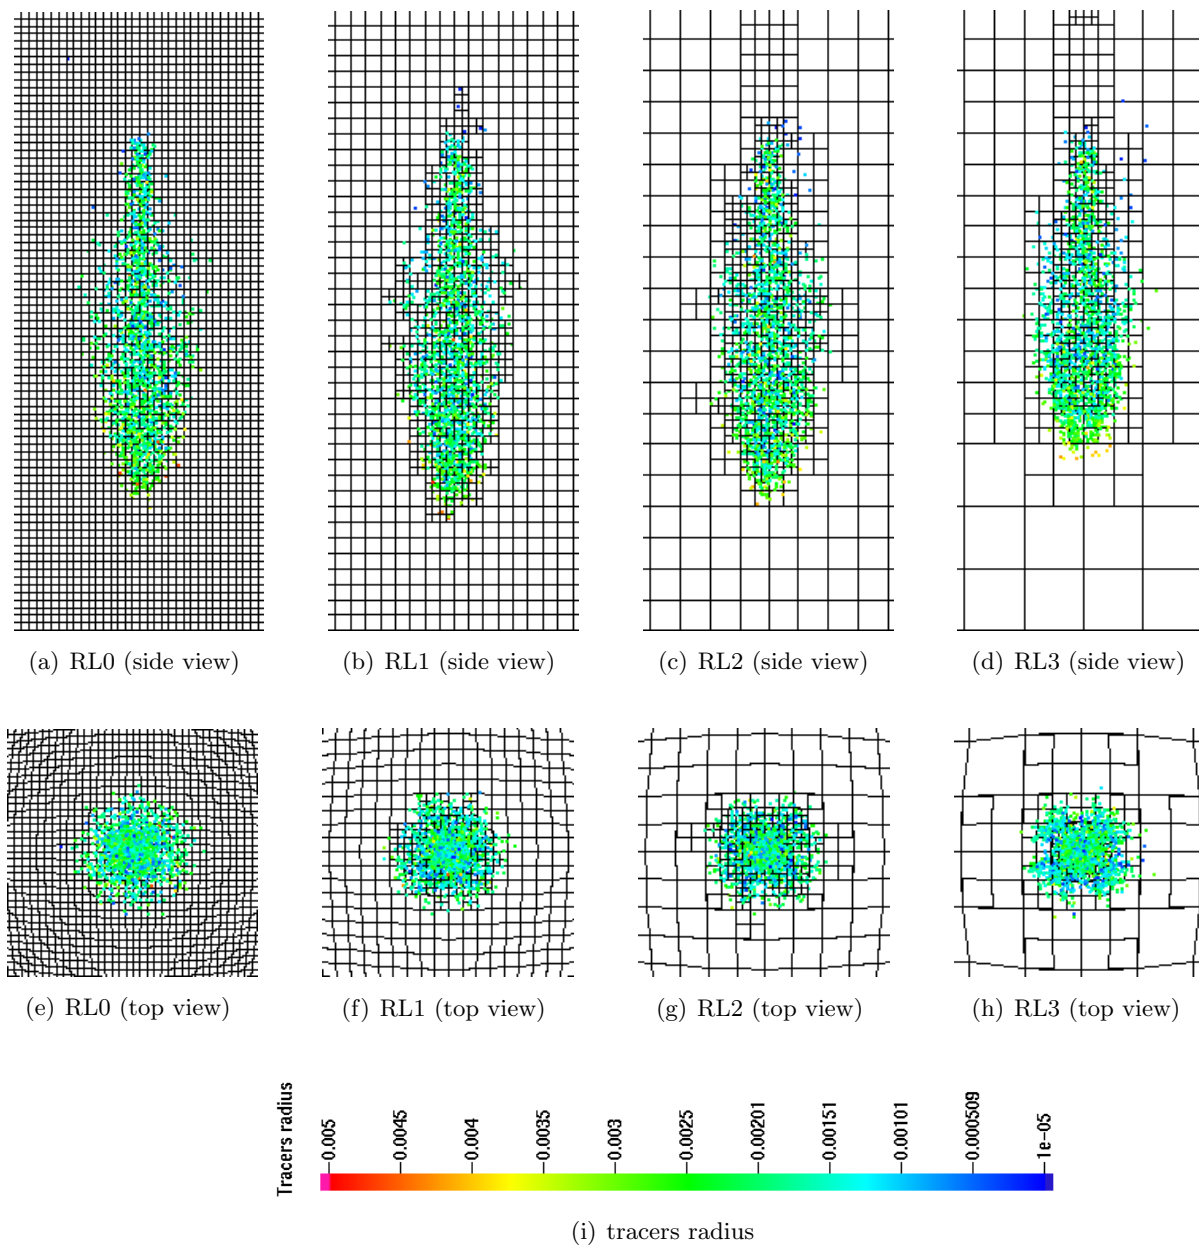 (a) RL0 (side view)
(b) RL1 (side view)
(c) RL2 (side view)
(d) RL3 (side view)
(e) RL0 (top view)
(f) RL1 (top view)
(g) RL2 (top view)
(h) RL3 (top view)
Tracers radius
0.005
0.0045
0.004
0.0035
0.003
0.0025
0.00201
0.00151
0.00101
0.000509
1e-05
(i) tracers radius